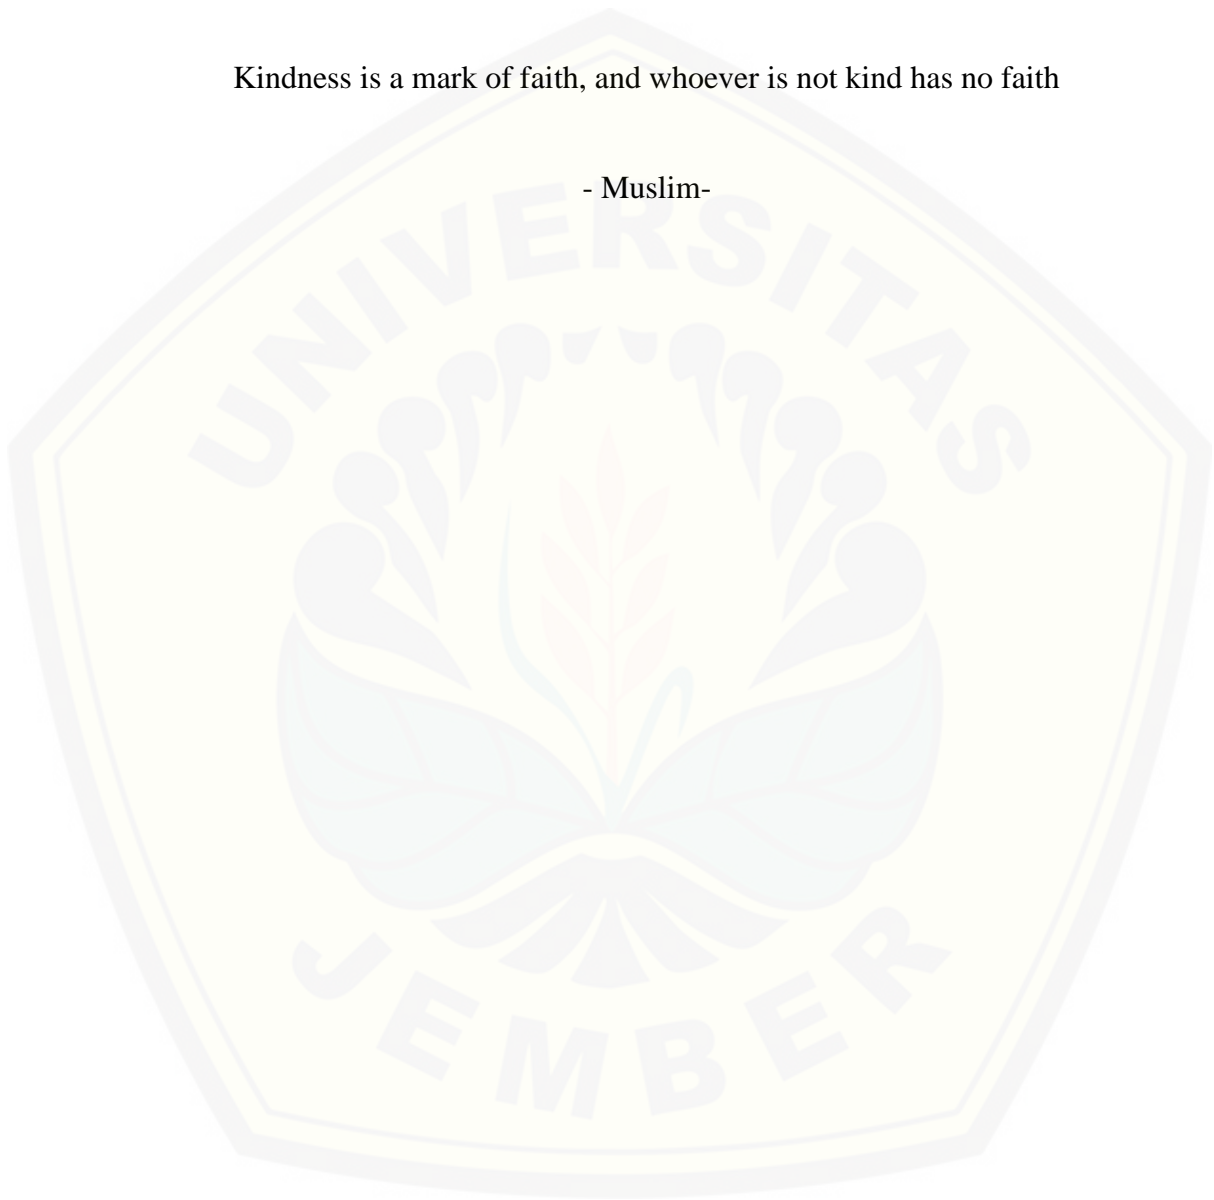 Kindness is a mark of faith, and whoever is not kind has no faith
- Muslim-
UNIVERSITAS
JEMBER